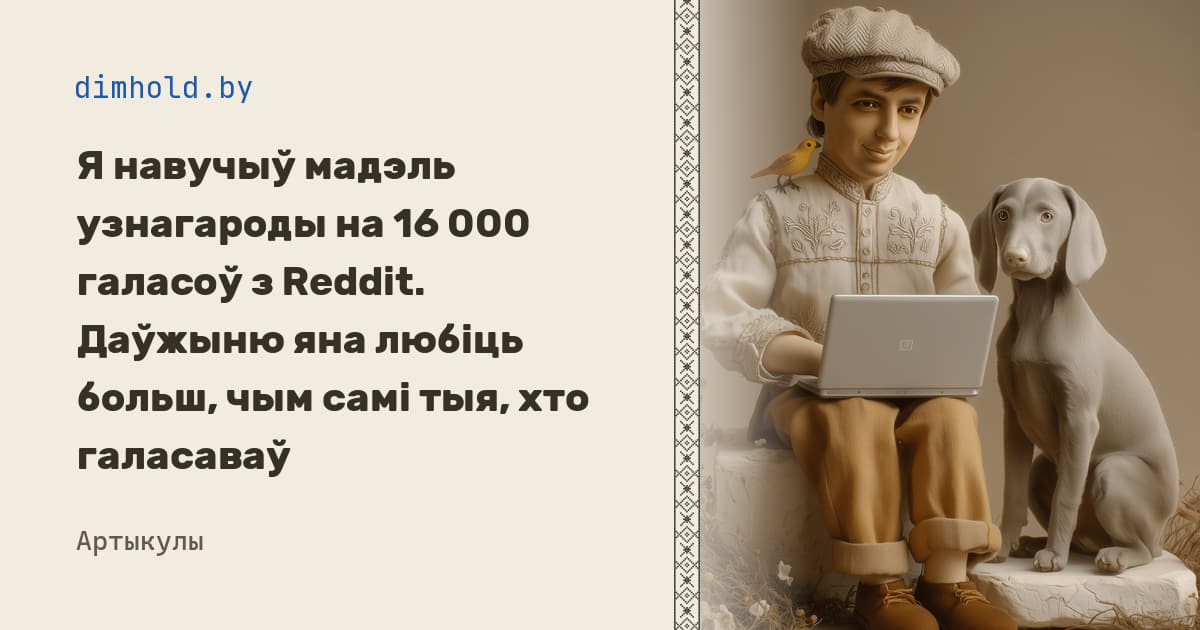 dimhold.by
Я навучыў мадэль
узнагароды на 16 000
галасоў з Reddit.
Даўжыню яна любіць
больш, чым самі тыя, хто
галасаваў
Артыкулы